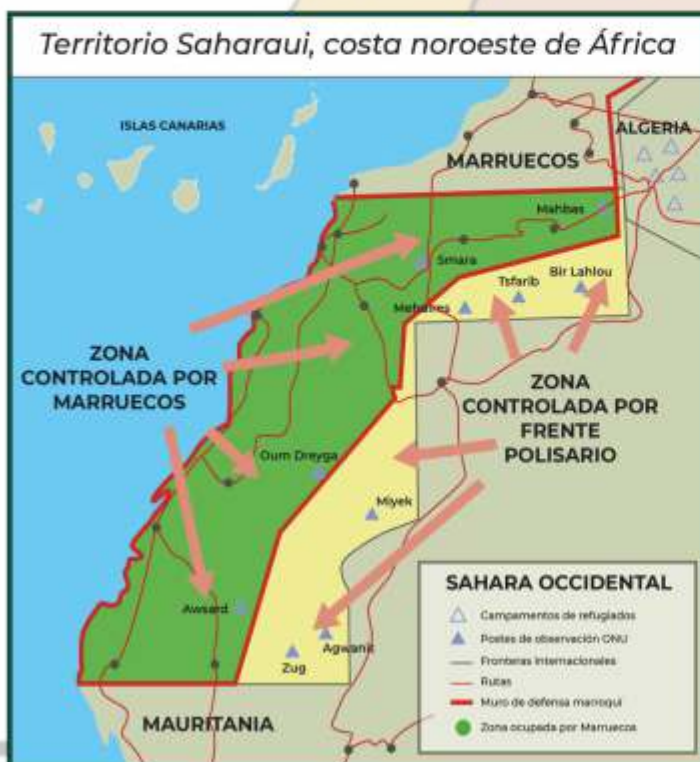 Territorio Saharaui, costa noroeste de África
ISLAS CANARIAS
ALGERIA
MARRUECOS
Mahbas
Smara
Bir Lahlou
Tsfarib
Mehaires
ZONA
CONTROLADA POR
MARRUECOS
ZONA
CONTROLADA POR
FRENTE
POLISARIO
Oum Dreyga
Miyek
Awsard
Agwanit
Zug
MAURITANIA
SAHARA OCCIDENTAL
Campamentos de refugiados
Postes de observación ONU
Fronteras Internacionales
Rutas
Muro de defensa marroqui
Zona ocupada por Marruecos